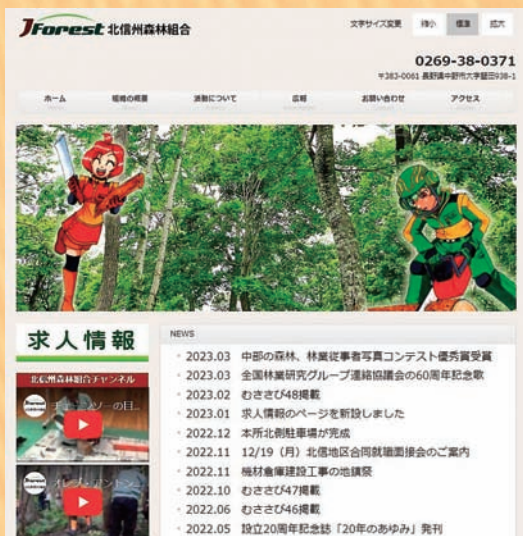 JForest 北信州森林組合
文字サイズ変更 縮小 標準 拡大
0269-38-0371
〒383-0061 長野県中野市大字壁田938-1
ホーム 組織の概要 活動について 広報 お問い合わせ アクセス
求人情報
北信州森林組合チャンネル
チェーンソーの目...
NEWS
2023.03 中部の森林、林業従事者写真コンテスト優秀賞受賞
2023.03 全国林業研究グループ連絡協議会の60周年記念歌
2023.02 むささび48掲載
2023.01 求人情報のページを新設しました
2022.12 本所北側駐車場が完成
2022.11 12/19（月）北信地区合同就職面接会のご案内
2022.11 機材倉庫建設工事の地鎮祭
2022.10 むささび47掲載
2022.06 むささび46掲載
2022.05 設立20周年記念誌「20年のあゆみ」発刊